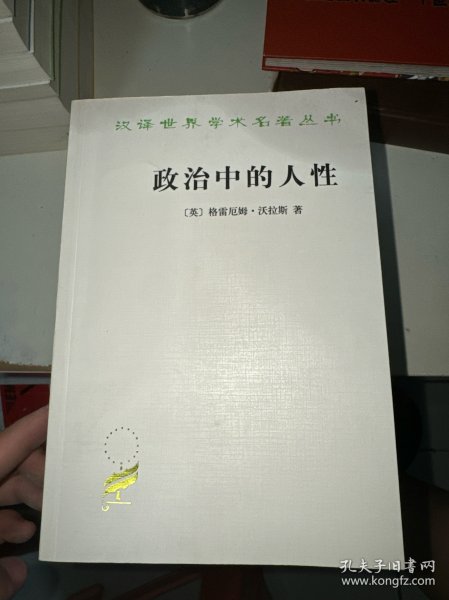 汉译世界学术名著丛书
政治中的人性
〔英〕格雷厄姆·沃拉斯 著
孔夫子旧书网
www.kongfz.com